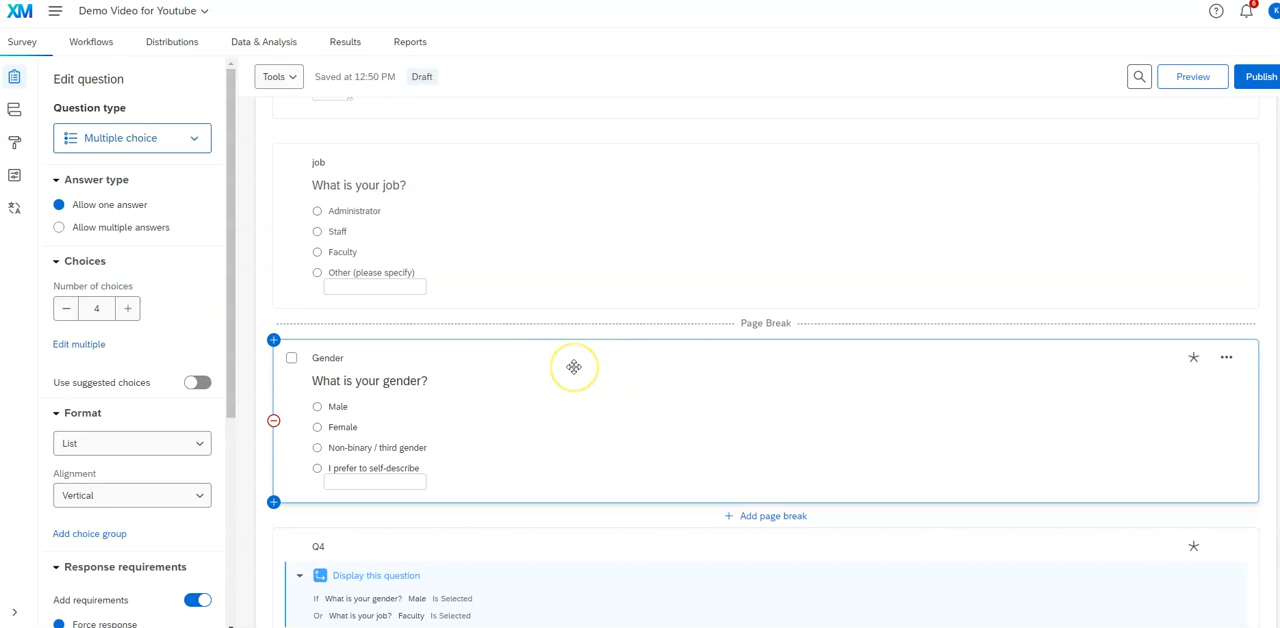 XM Demo Video for Youtube 6 K
Survey Workflows Distributions Data & Analysis Results Reports
Edit question
Tools Saved at 12:50 PM Draft Preview Publish
Question type
Multiple choice
Answer type
Allow one answer
Allow multiple answers
Choices
Number of choices
4
Edit multiple
Use suggested choices
Format
List
Alignment
Vertical
Add choice group
Response requirements
Add requirements
Force response
job
What is your job?
Administrator
Staff
Faculty
Other (please specify)
Page Break
Gender
What is your gender?
Male
Female
Non-binary / third gender
I prefer to self-describe
Add page break
Q4
Display this question
If What is your gender? Male Is Selected
Or What is your job? Faculty Is Selected